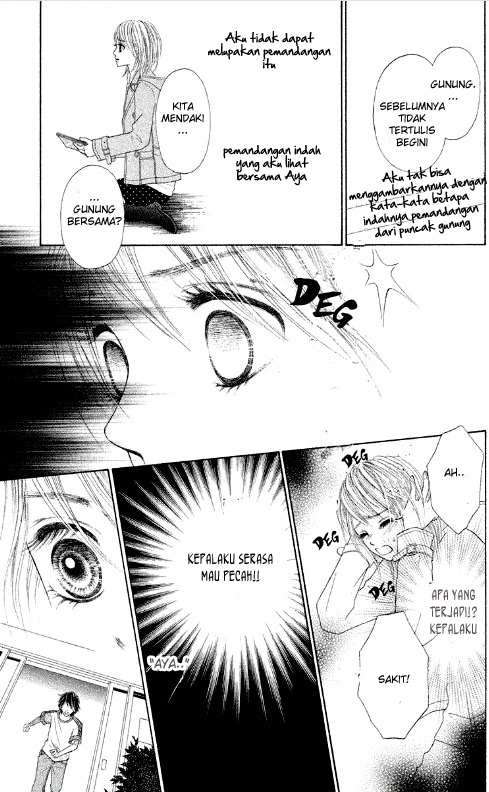 GUNUNG.
...
SEBELUMNYA
TIDAK
TERTULIS
BEGINI
Aku tak bisa
menggambarkannya dengan
kata-kata betapa
indahnya pemandangan
dari puncak gunung
Aku tidak dapat
melupakan pemandangan
itu
KITA
MENDAKI
...
pemandangan indah
yang aku lihat
bersama Aya
...
GUNUNG
BERSAMA?
DEG
DEG
AH..
DEG
DEG
DEG
APA YANG
TERJADI!?
KEPALAKU
SAKIT!
KEPALAKU SERASA
MAU PECAH!!
"AYA.."